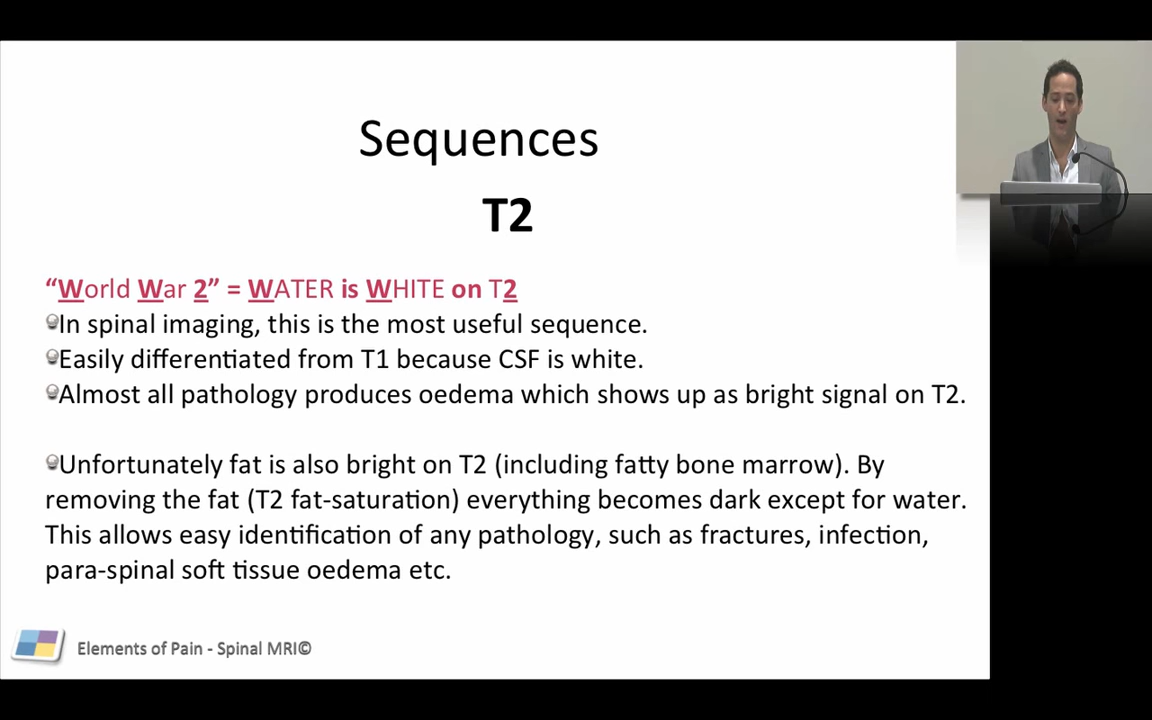 Sequences
T2
“World War 2” = WATER is WHITE on T2
In spinal imaging, this is the most useful sequence.
Easily differentiated from T1 because CSF is white.
Almost all pathology produces oedema which shows up as bright signal on T2.
Unfortunately fat is also bright on T2 (including fatty bone marrow). By
removing the fat (T2 fat-saturation) everything becomes dark except for water.
This allows easy identification of any pathology, such as fractures, infection,
para-spinal soft tissue oedema etc.
Elements of Pain - Spinal MRI©